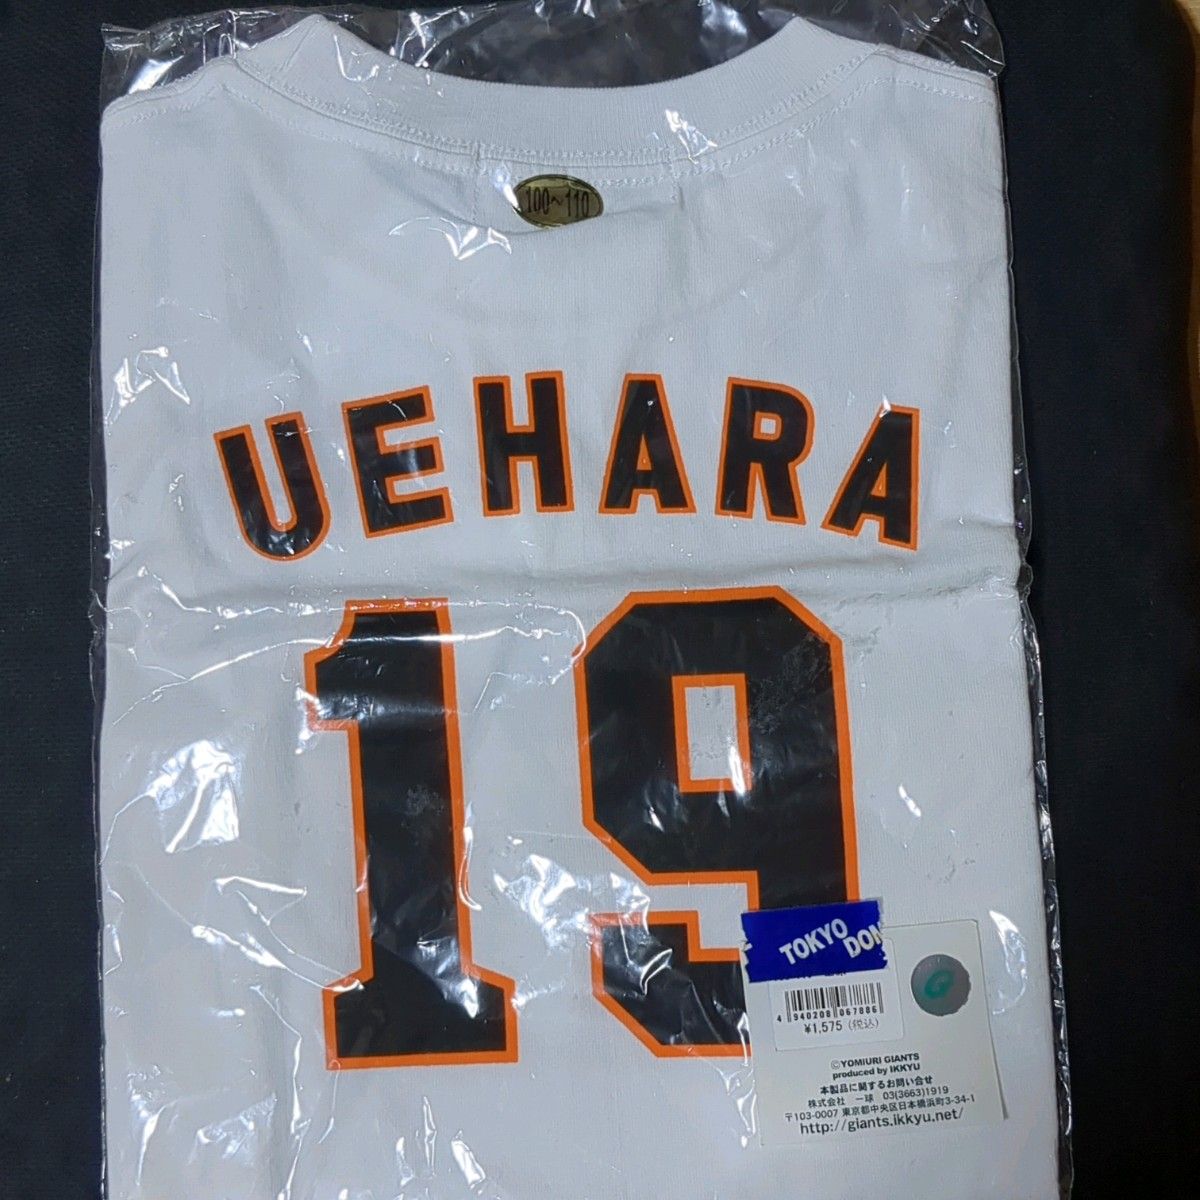 100~110
UEHARA
19
TOKYO
DOM
4 940208 067886
¥1,575 (税込)
G
©YOMIURI GIANTS
produced by IKKYU
本製品に関するお問い合せ
株式会社 一球 03(3663)1919
〒103-0007 東京都中央区日本橋浜町3-34-1
http://giants.ikkyu.net/